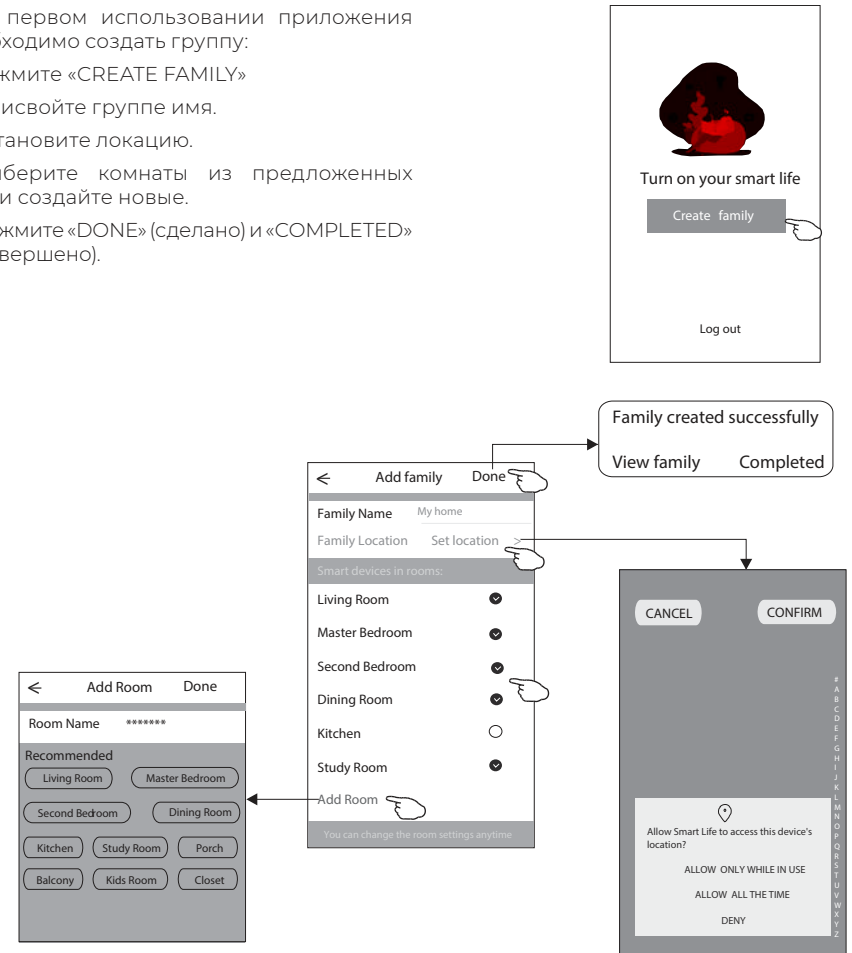 первом использовании приложения
бходимо создать группу:
жмите «CREATE FAMILY»
исвойте группе имя.
тановите локацию.
берите комнаты из предложенных
и создайте новые.
жмите «DONE» (сделано) и «COMPLETED»
вершено).
Turn on your smart life
Create family
Log out
Family created successfully
View family Completed
Add family Done
Family Name My home
Family Location Set location >
Smart devices in rooms:
Living Room
Master Bedroom
Second Bedroom
Dining Room
Kitchen
Study Room
Add Room
You can change the room settings anytime
Add Room Done
Room Name *******
Recommended
Living Room Master Bedroom
Second Bedroom Dining Room
Kitchen Study Room Porch
Balcony Kids Room Closet
CANCEL CONFIRM
#
A
B
C
D
E
F
G
H
I
J
K
L
M
N
O
P
Q
R
S
T
U
V
W
X
Y
Z
Allow Smart Life to access this device's
location?
ALLOW ONLY WHILE IN USE
ALLOW ALL THE TIME
DENY